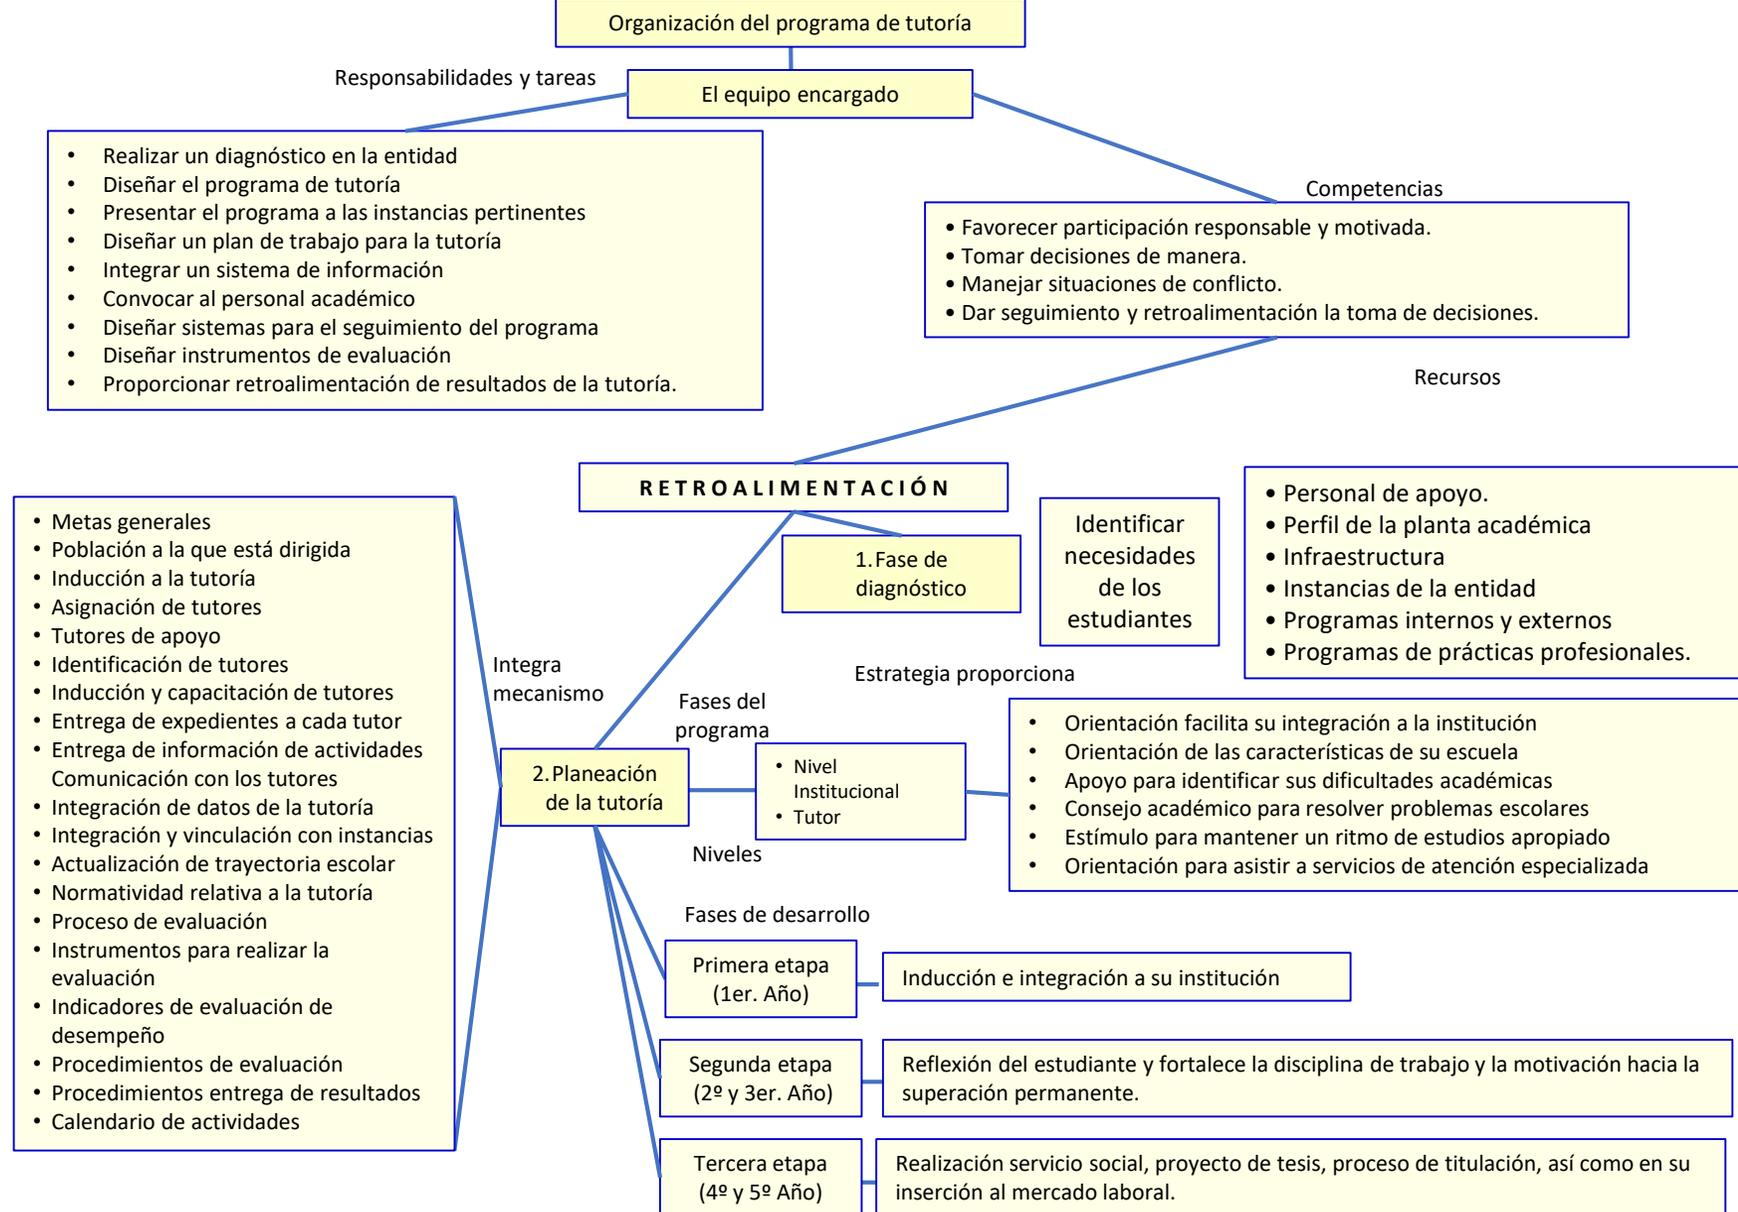 Organización del programa de tutoría
Responsabilidades y tareas
El equipo encargado
• Realizar un diagnóstico en la entidad
• Diseñar el programa de tutoría
• Presentar el programa a las instancias pertinentes
• Diseñar un plan de trabajo para la tutoría
• Integrar un sistema de información
• Convocar al personal académico
• Diseñar sistemas para el seguimiento del programa
• Diseñar instrumentos de evaluación
• Proporcionar retroalimentación de resultados de la tutoría.
Competencias
• Favorecer participación responsable y motivada.
• Tomar decisiones de manera.
• Manejar situaciones de conflicto.
• Dar seguimiento y retroalimentación la toma de decisiones.
Recursos
RETROALIMENTACIÓN
1.Fase de
diagnóstico
Identificar
necesidades
de los
estudiantes
• Personal de apoyo.
• Perfil de la planta académica
• Infraestructura
• Instancias de la entidad
• Programas internos y externos
• Programas de prácticas profesionales.
• Metas generales
• Población a la que está dirigida
• Inducción a la tutoría
• Asignación de tutores
• Tutores de apoyo
• Identificación de tutores
• Inducción y capacitación de tutores
• Entrega de expedientes a cada tutor
• Entrega de información de actividades
Comunicación con los tutores
• Integración de datos de la tutoría
• Integración y vinculación con instancias
• Actualización de trayectoria escolar
• Normatividad relativa a la tutoría
• Proceso de evaluación
• Instrumentos para realizar la
evaluación
• Indicadores de evaluación de
desempeño
• Procedimientos de evaluación
• Procedimientos entrega de resultados
• Calendario de actividades
Integra
mecanismo
2.Planeación
de la tutoría
Fases del
programa
• Nivel
Institucional
• Tutor
Niveles
Estrategia proporciona
• Orientación facilita su integración a la institución
• Orientación de las características de su escuela
• Apoyo para identificar sus dificultades académicas
• Consejo académico para resolver problemas escolares
• Estímulo para mantener un ritmo de estudios apropiado
• Orientación para asistir a servicios de atención especializada
Fases de desarrollo
Primera etapa
(1er. Año)
Inducción e integración a su institución
Segunda etapa
(2º y 3er. Año)
Reflexión del estudiante y fortalece la disciplina de trabajo y la motivación hacia la
superación permanente.
Tercera etapa
(4º y 5º Año)
Realización servicio social, proyecto de tesis, proceso de titulación, así como en su
inserción al mercado laboral.